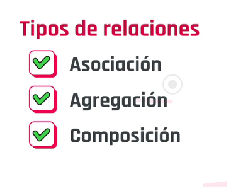 Tipos de relaciones
Asociación
Agregación
Composición